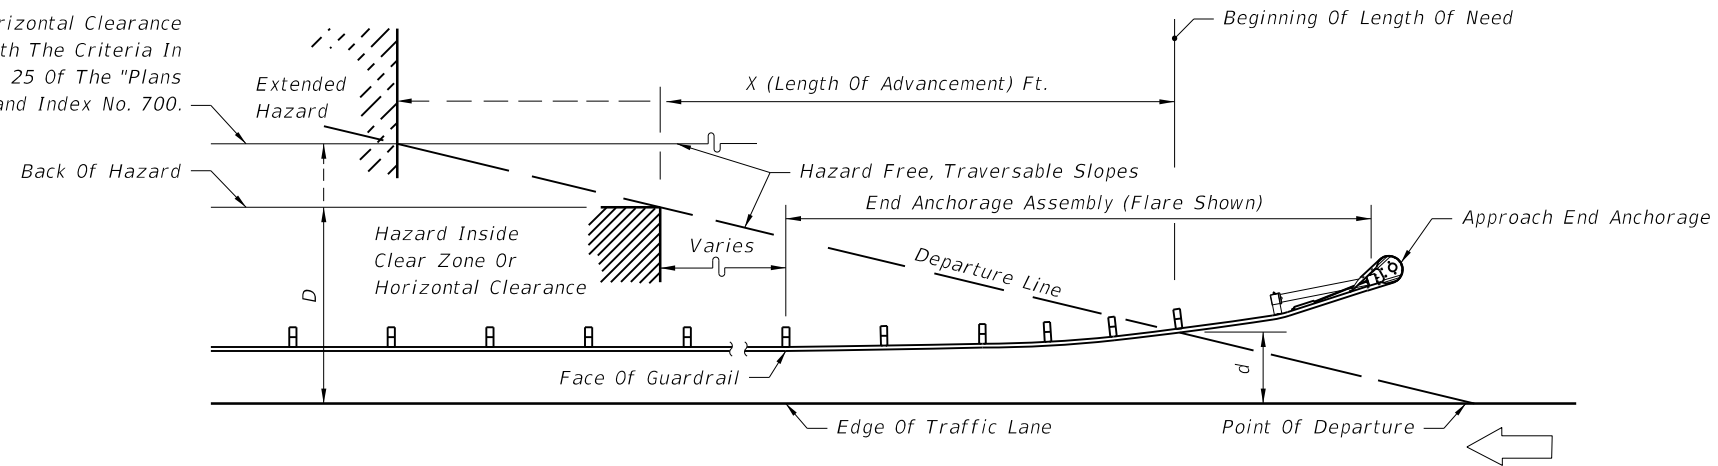 rizontal Clearance
th The Criteria In
25 Of The "Plans
and Index No. 700.
Back Of Hazard
Extended
Hazard
X (Length Of Advancement) Ft.
Beginning Of Length Of Need
Hazard Free, Traversable Slopes
End Anchorage Assembly (Flare Shown)
Approach End Anchorage
Hazard Inside
Clear Zone Or
Horizontal Clearance
Varies
Departure Line
D
d
Face Of Guardrail
Edge Of Traffic Lane
Point Of Departure